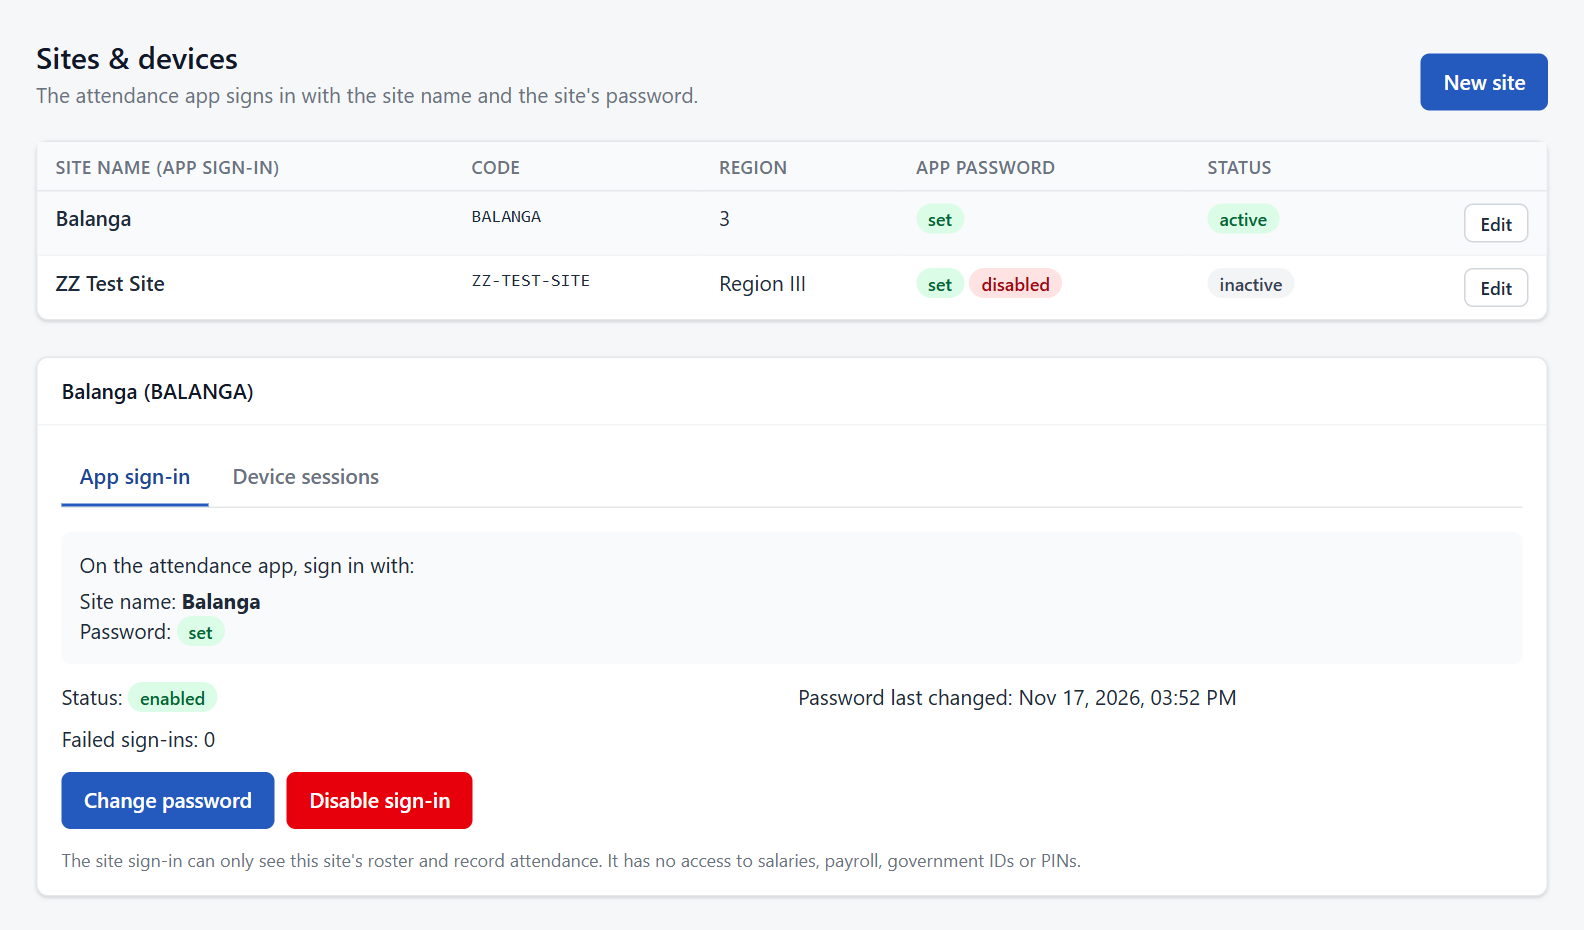 Sites & devices
The attendance app signs in with the site name and the site's password.
New site
SITE NAME (APP SIGN-IN) CODE REGION APP PASSWORD STATUS
Balanga BALANGA 3 set active Edit
ZZ Test Site ZZ-TEST-SITE Region III set disabled inactive Edit
Balanga (BALANGA)
App sign-in Device sessions
On the attendance app, sign in with:
Site name: Balanga
Password: set
Status: enabled Password last changed: Nov 17, 2026, 03:52 PM
Failed sign-ins: 0
Change password Disable sign-in
The site sign-in can only see this site's roster and record attendance. It has no access to salaries, payroll, government IDs or PINs.